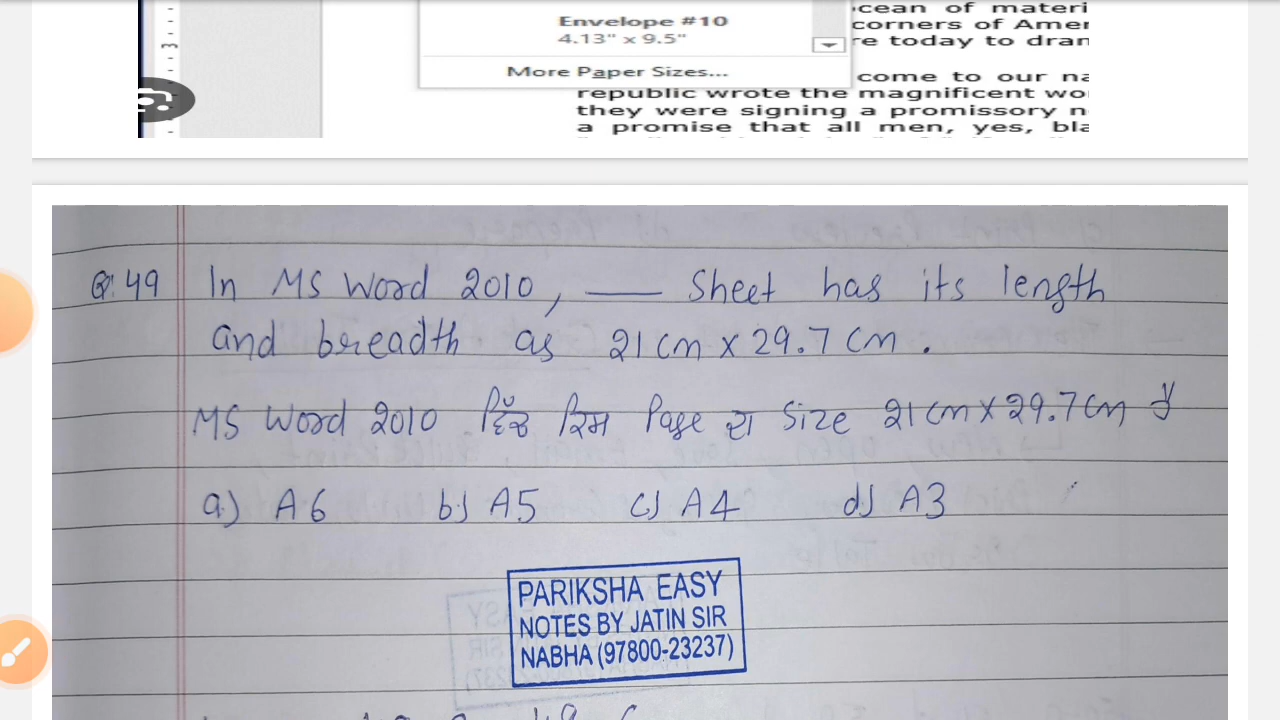 Envelope #10
4.13" x 9.5"
More Paper Sizes...
cean of materi
corners of Amer
re today to dran
come to our na
republic wrote the magnificent wo
they were signing a promissory n
a promise that all men, yes, bla
Q. 49 In MS Word 2010, ___ Sheet has its length
and breadth as 21 cm x 29.7 cm.
MS Word 2010 ਵਿੱਚ ਕਿਸ Page ਦਾ Size 21 cm x 29.7 cm ਹੈ
a.) A6 b.) A5 c) A4 d.) A3
PARIKSHA EASY
NOTES BY JATIN SIR
NABHA (97800-23237)